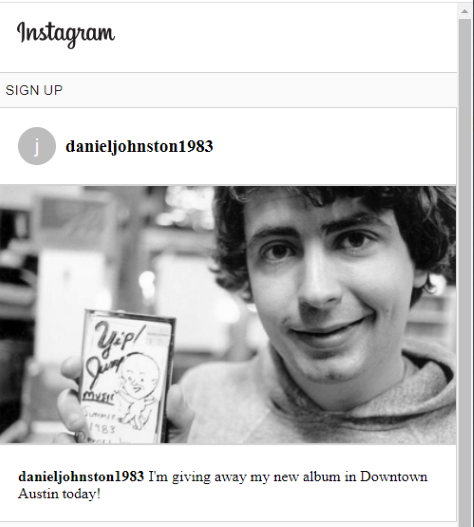 Instagram
SIGN UP
j
danieljohnston1983
Yip/
Jump
MUSIC
SUMMER
1983
danieljohnston1983 I'm giving away my new album in Downtown
Austin today!